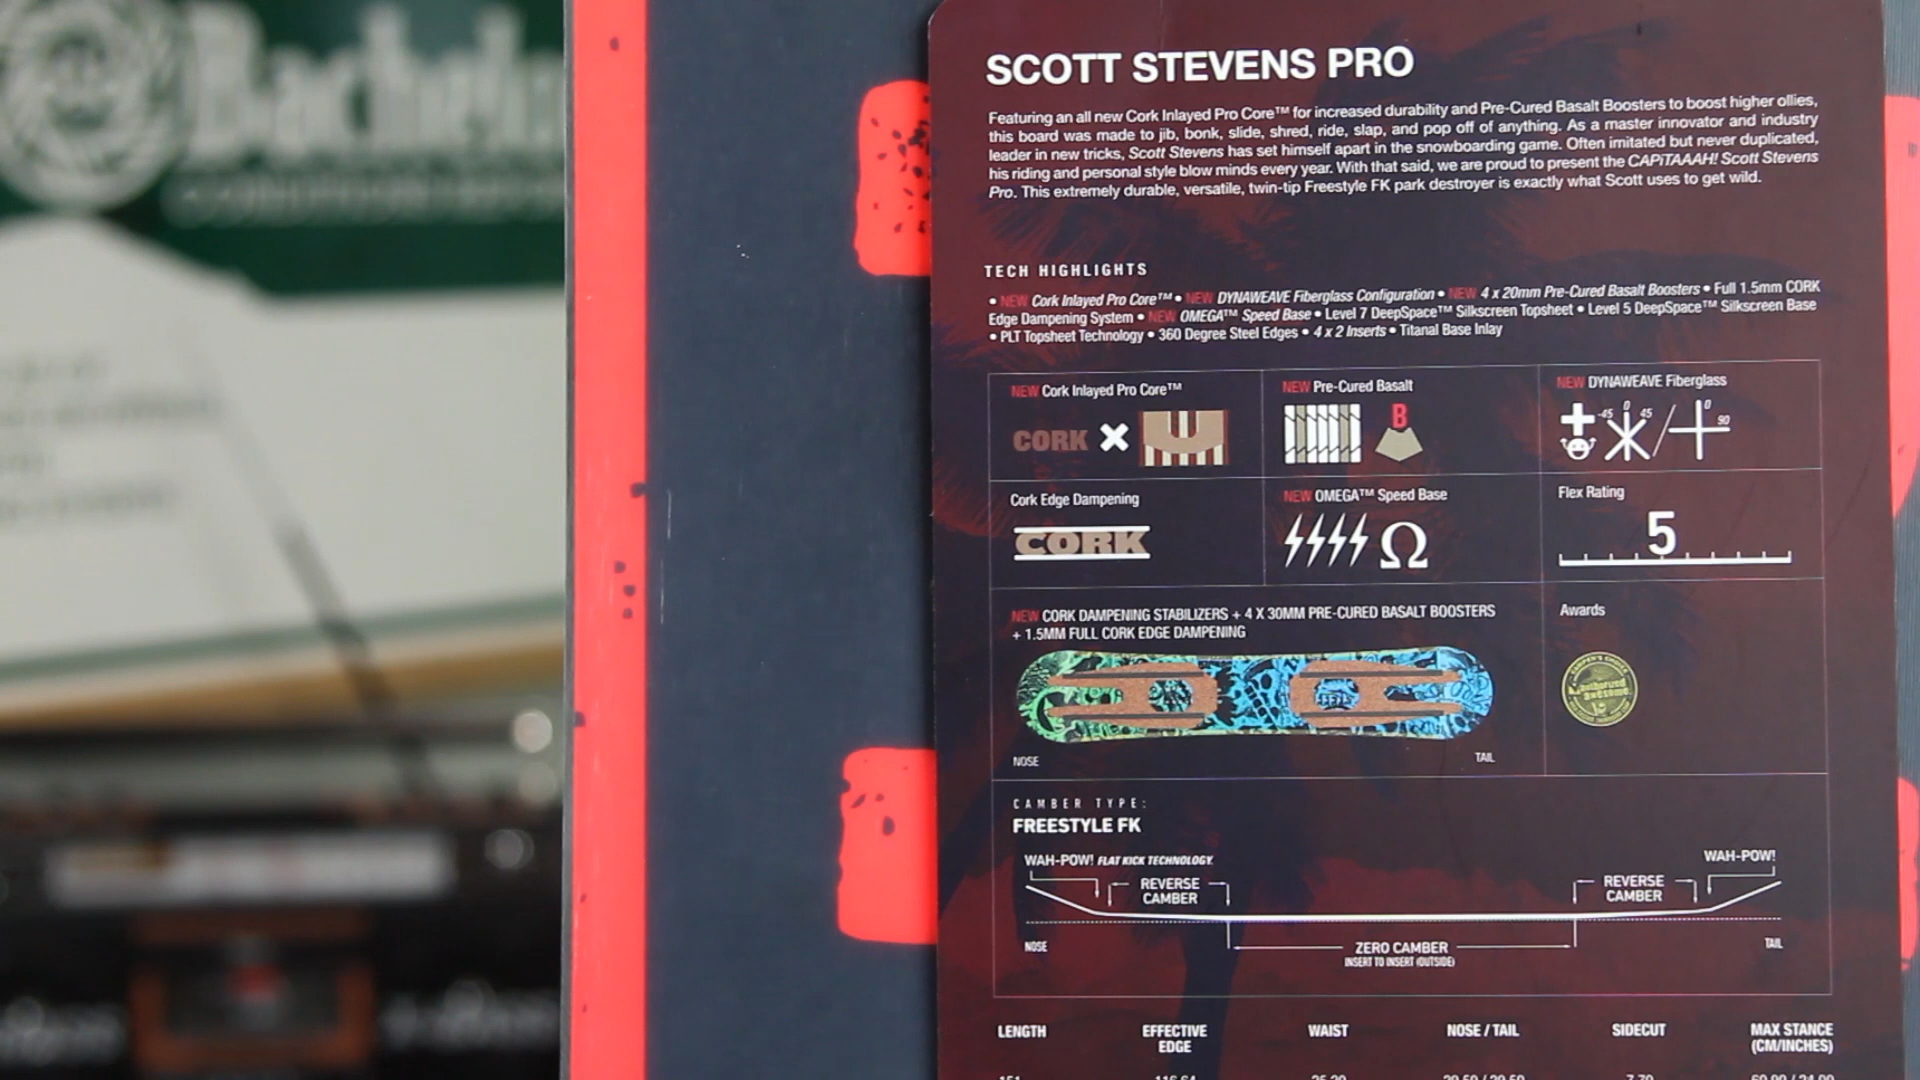 Bachelor
SCOTT STEVENS PRO
Featuring an all new Cork Inlayed Pro Core™ for increased durability and Pre-Cured Basalt Boosters to boost higher ollies,
this board was made to jib, bonk, slide, shred, ride, slap, and pop off of anything. As a master innovator and industry
leader in new tricks, Scott Stevens has set himself apart in the snowboarding game. Often imitated but never duplicated,
his riding and personal style blow minds every year. With that said, we are proud to present the CAPiTAAAH! Scott Stevens
Pro. This extremely durable, versatile, twin-tip Freestyle FK park destroyer is exactly what Scott uses to get wild.
TECH HIGHLIGHTS
• NEW Cork Inlayed Pro Core™ • NEW DYNAWEAVE Fiberglass Configuration • NEW 4 x 20mm Pre-Cured Basalt Boosters • Full 1.5mm CORK
Edge Dampening System • NEW OMEGA™ Speed Base • Level 7 DeepSpace™ Silkscreen Topsheet • Level 5 DeepSpace™ Silkscreen Base
• PLT Topsheet Technology • 360 Degree Steel Edges • 4 x 2 Inserts • Titanal Base Inlay
NEW Cork Inlayed Pro Core™
CORK
NEW Pre-Cured Basalt
B
NEW DYNAWEAVE Fiberglass
-45 0 45 0 90
Cork Edge Dampening
CORK
NEW OMEGA™ Speed Base
Ω
Flex Rating
5
NEW CORK DAMPENING STABILIZERS + 4 X 30MM PRE-CURED BASALT BOOSTERS
+ 1.5MM FULL CORK EDGE DAMPENING
NOSE
TAIL
Awards
authorized
awesome
CAMBER TYPE:
FREESTYLE FK
WAH-POW! FLAT KICK TECHNOLOGY.
WAH-POW!
REVERSE
CAMBER
REVERSE
CAMBER
NOSE
ZERO CAMBER
INSERT TO INSERT (OUTSIDE)
TAIL
LENGTH
EFFECTIVE
EDGE
WAIST
NOSE / TAIL
SIDECUT
MAX STANCE
(CM/INCHES)